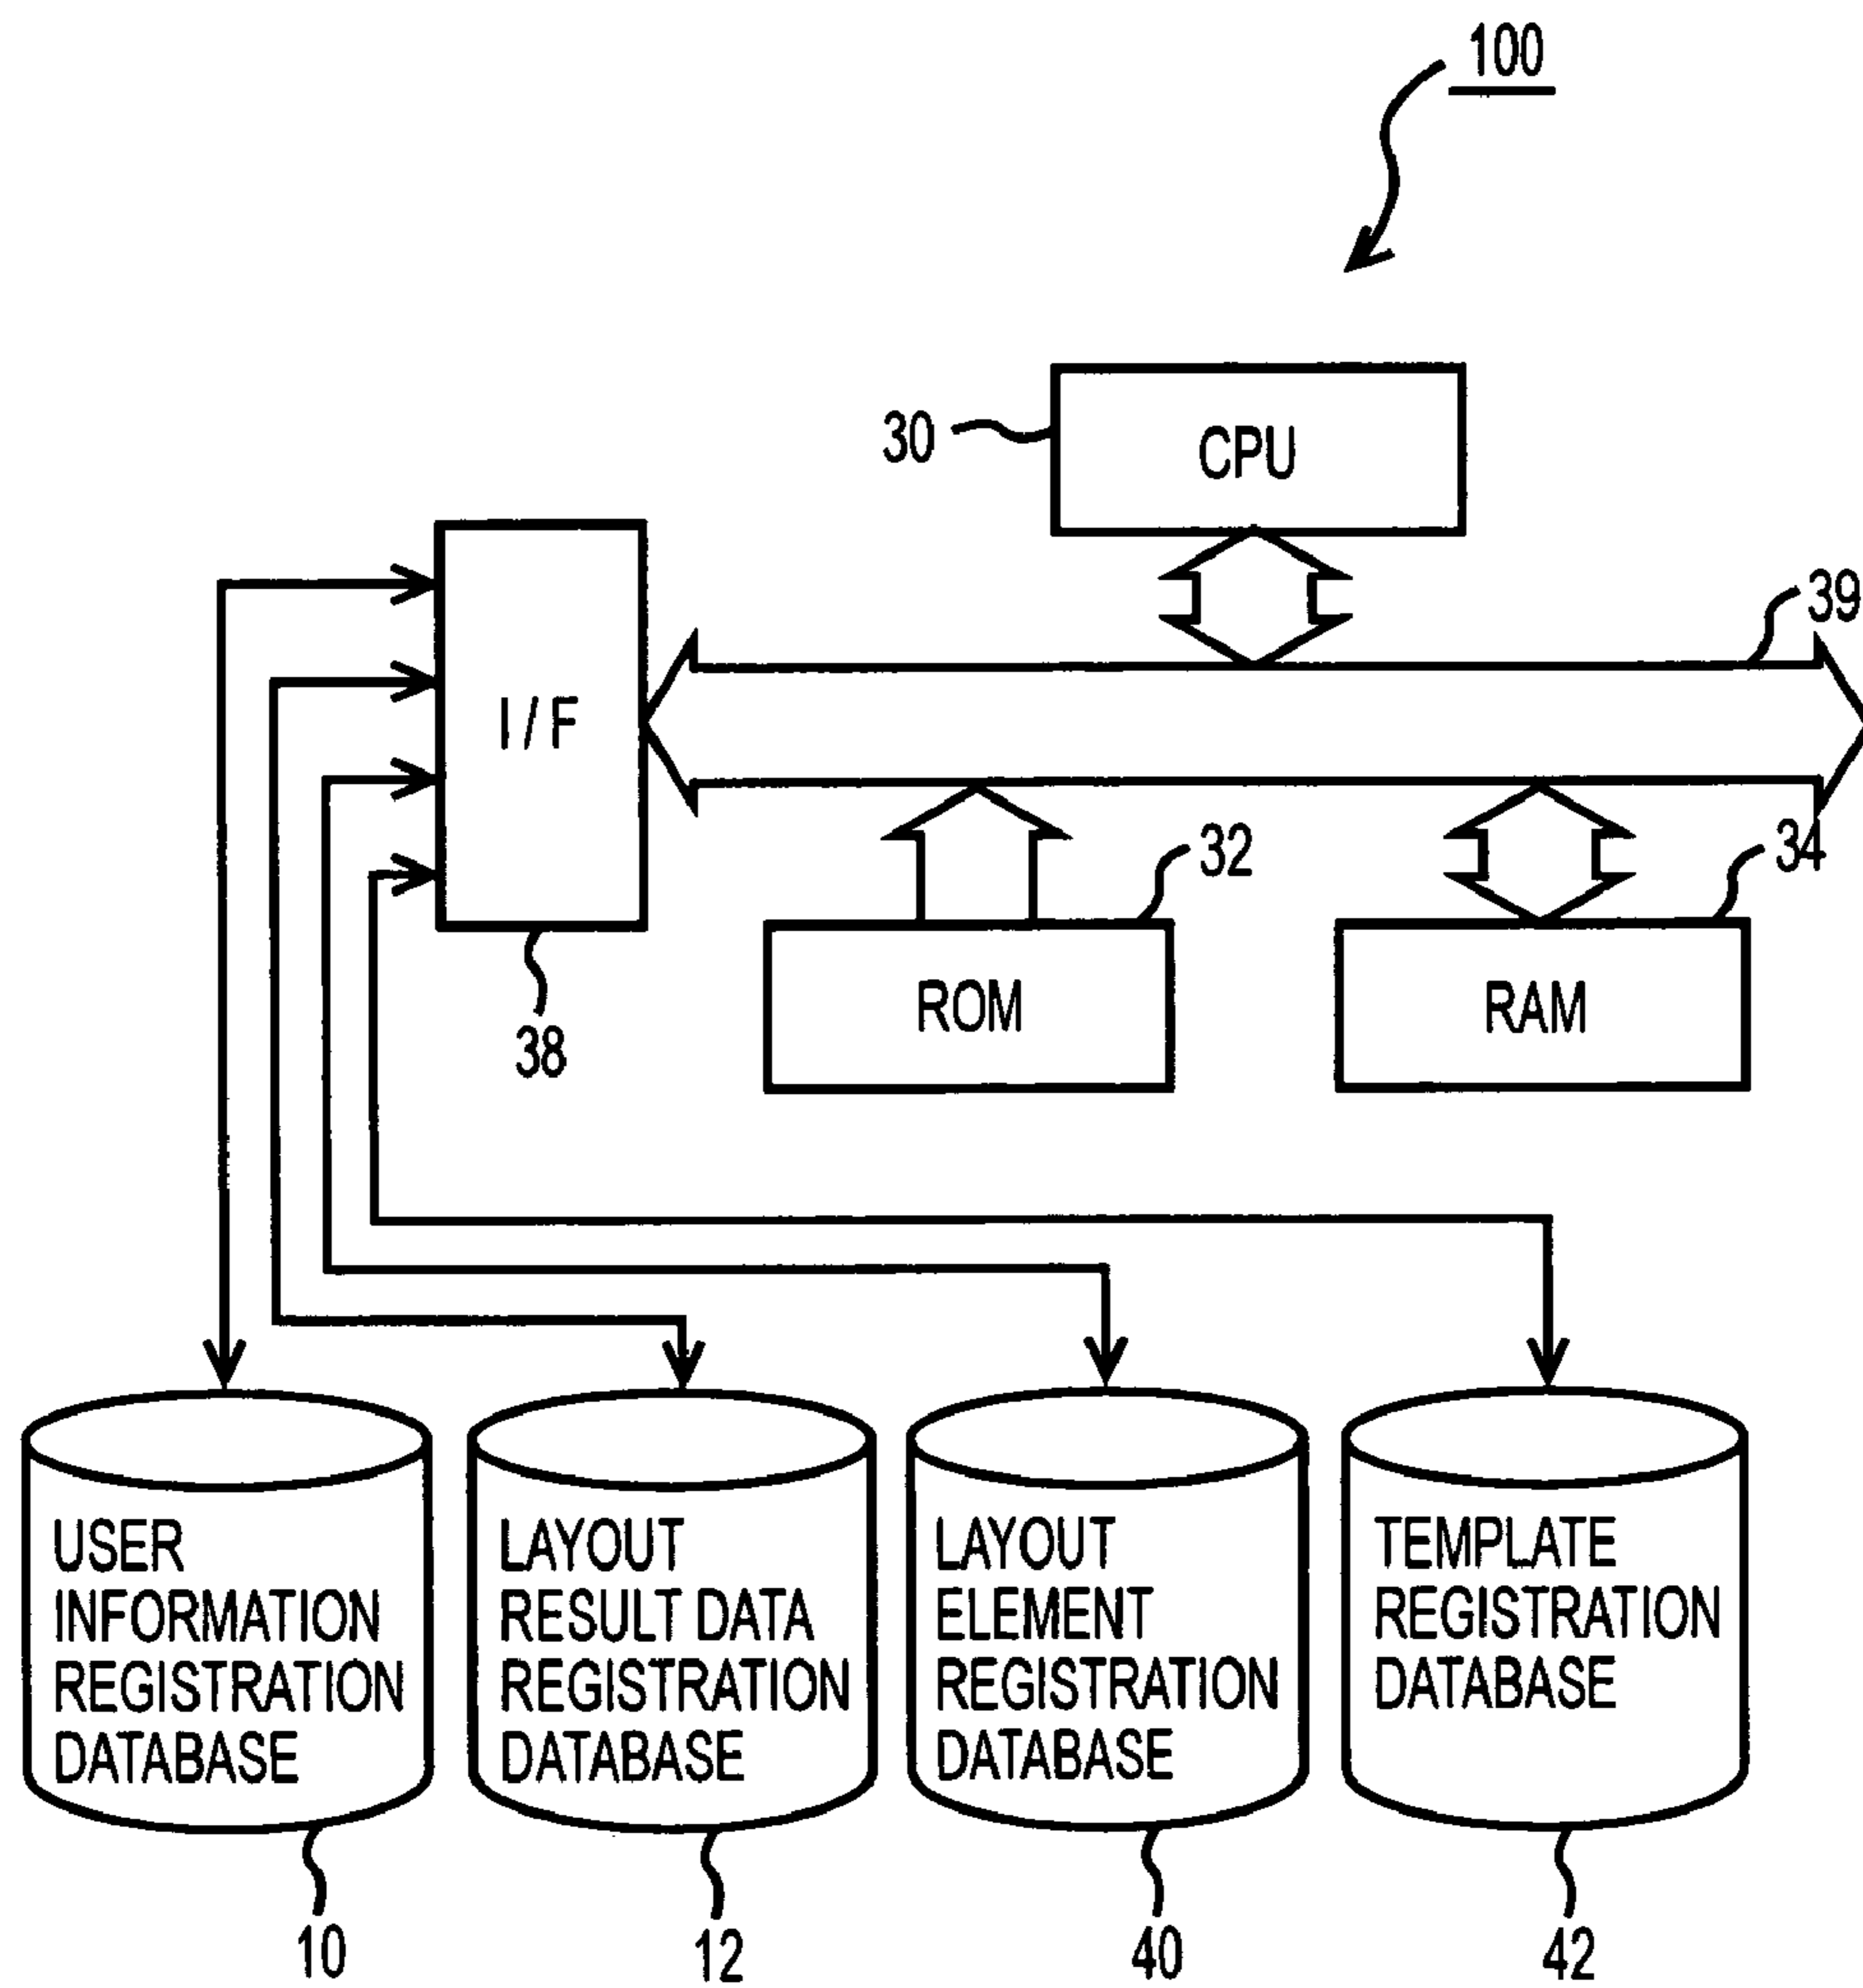 100
30
CPU
39
I/F
32
34
ROM
RAM
38
USER
INFORMATION
REGISTRATION
DATABASE
LAYOUT
RESULT DATA
REGISTRATION
DATABASE
LAYOUT
ELEMENT
REGISTRATION
DATABASE
TEMPLATE
REGISTRATION
DATABASE
10
12
40
42